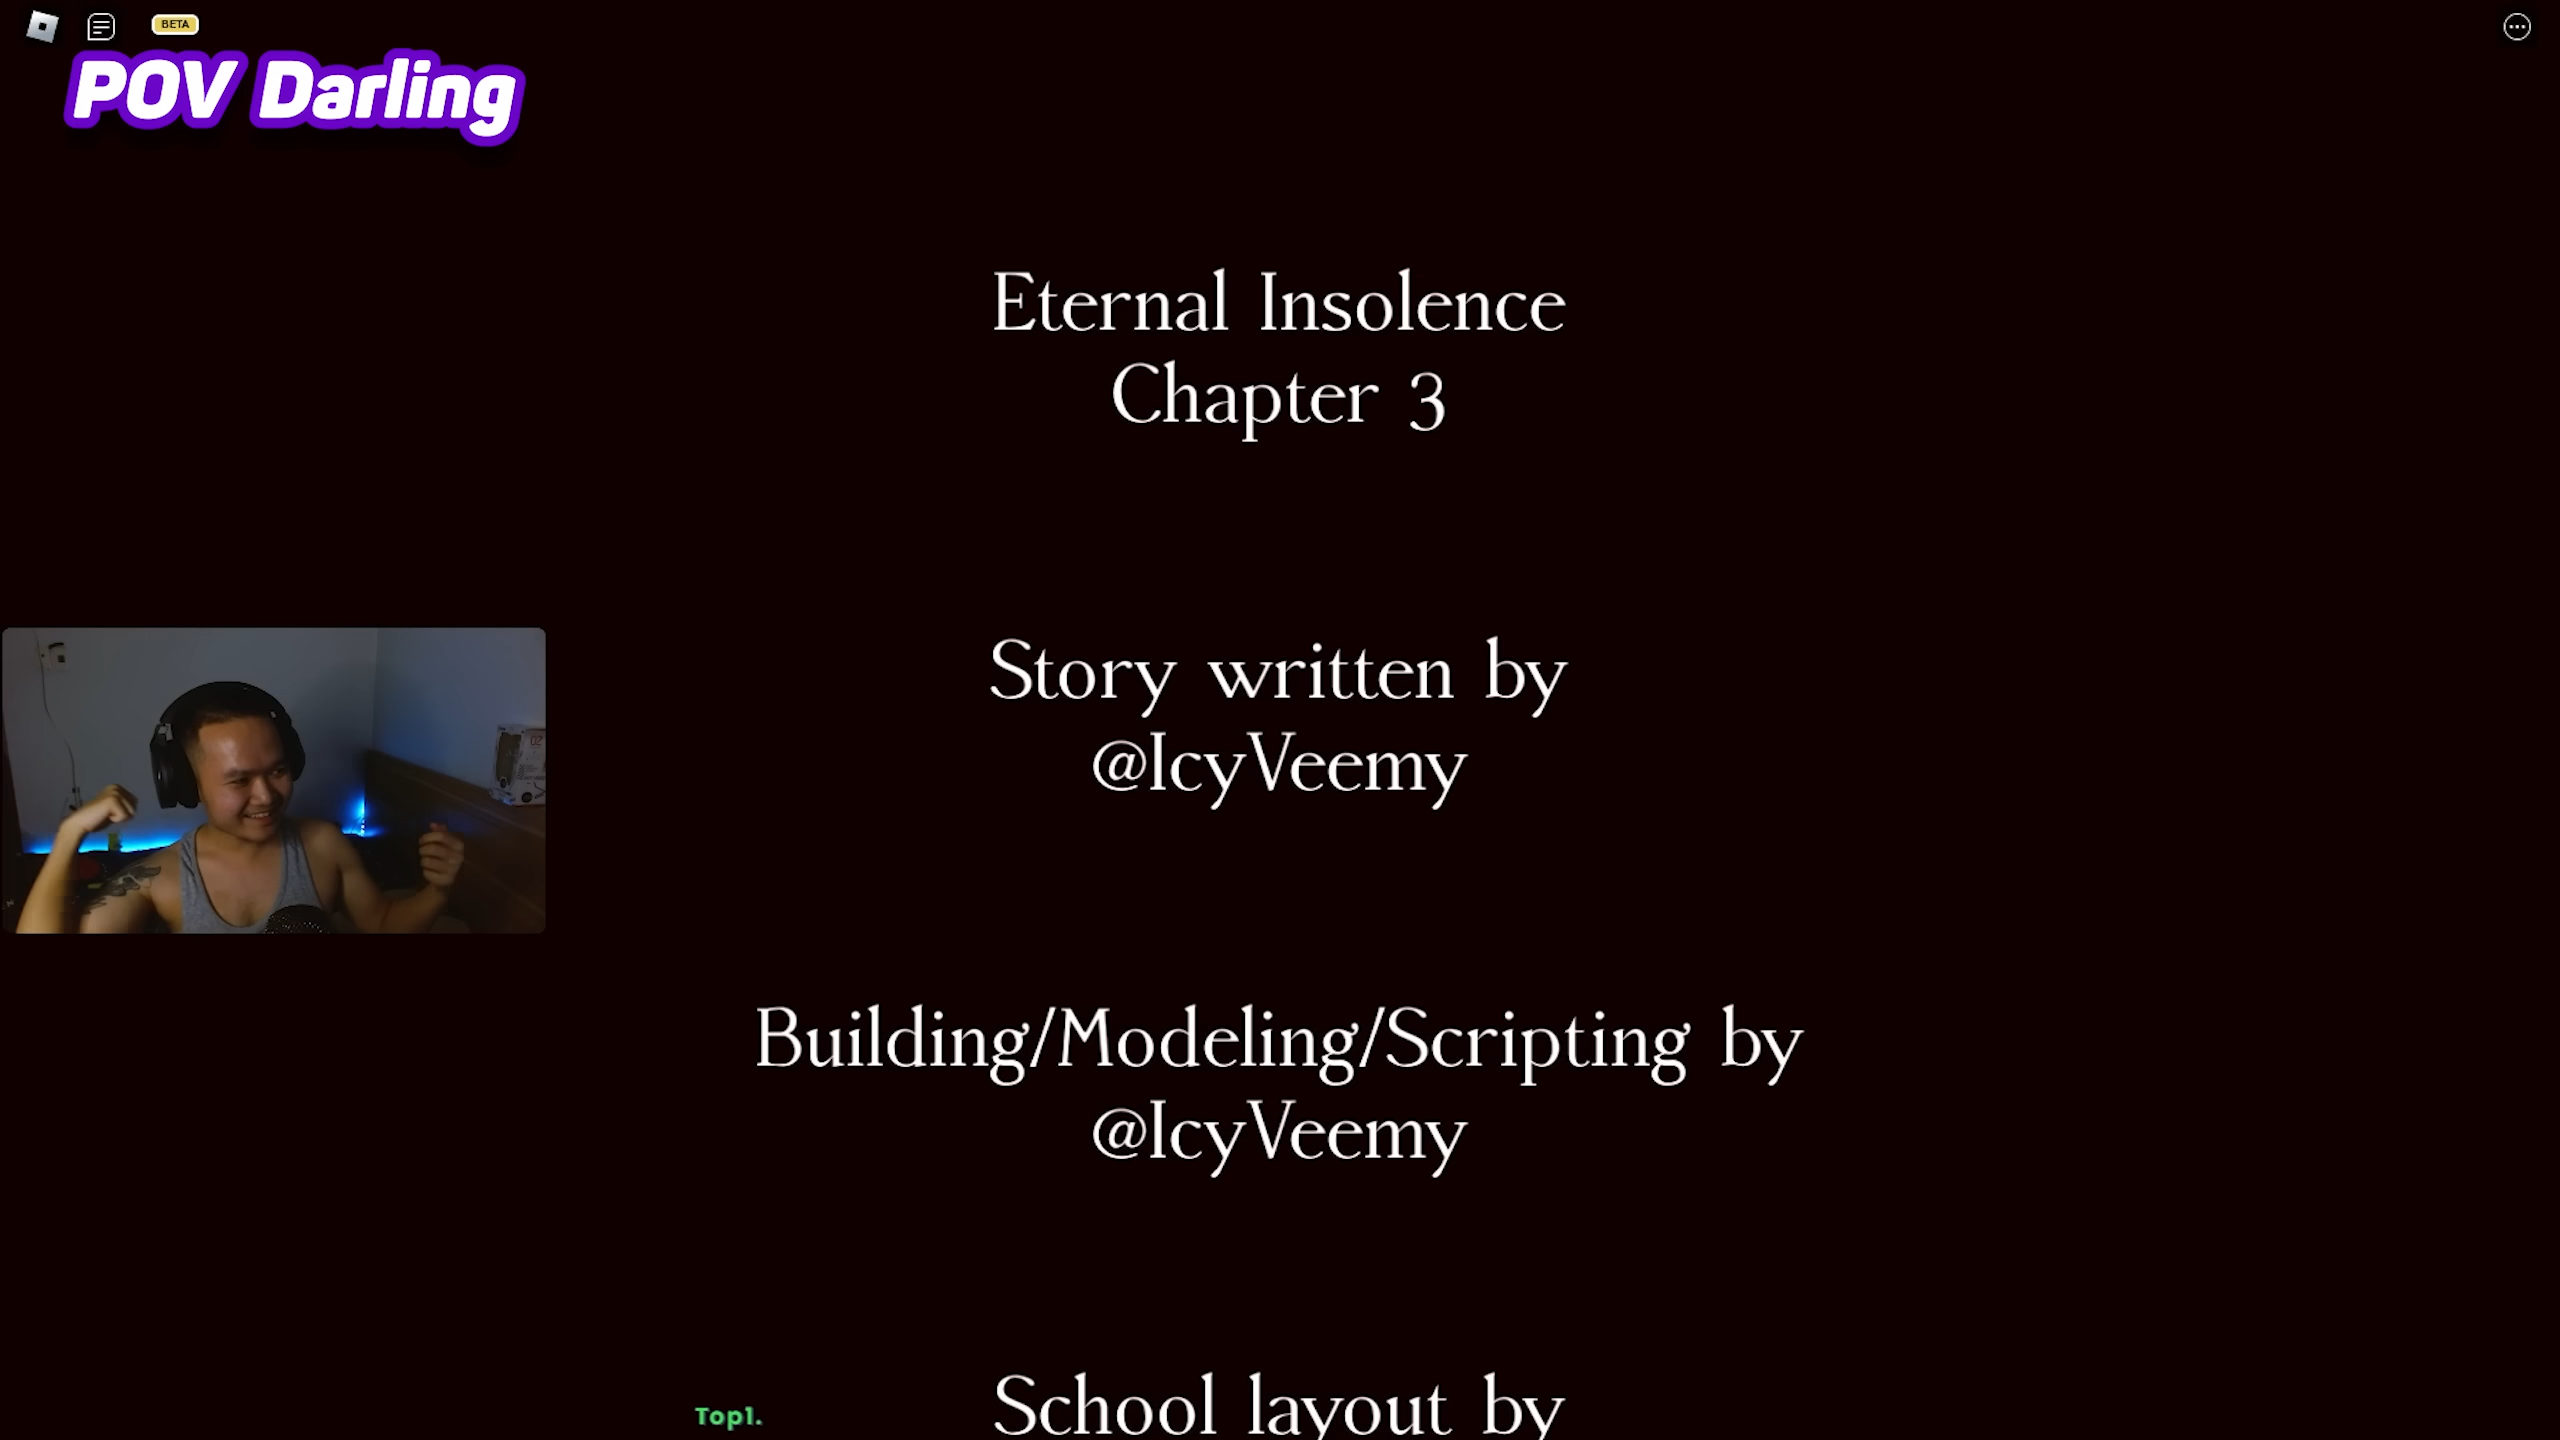 BETA
POV Darling
Eternal Insolence
Chapter 3
Story written by
@IcyVeemy
Building/Modeling/Scripting by
@IcyVeemy
School layout by
Top1.